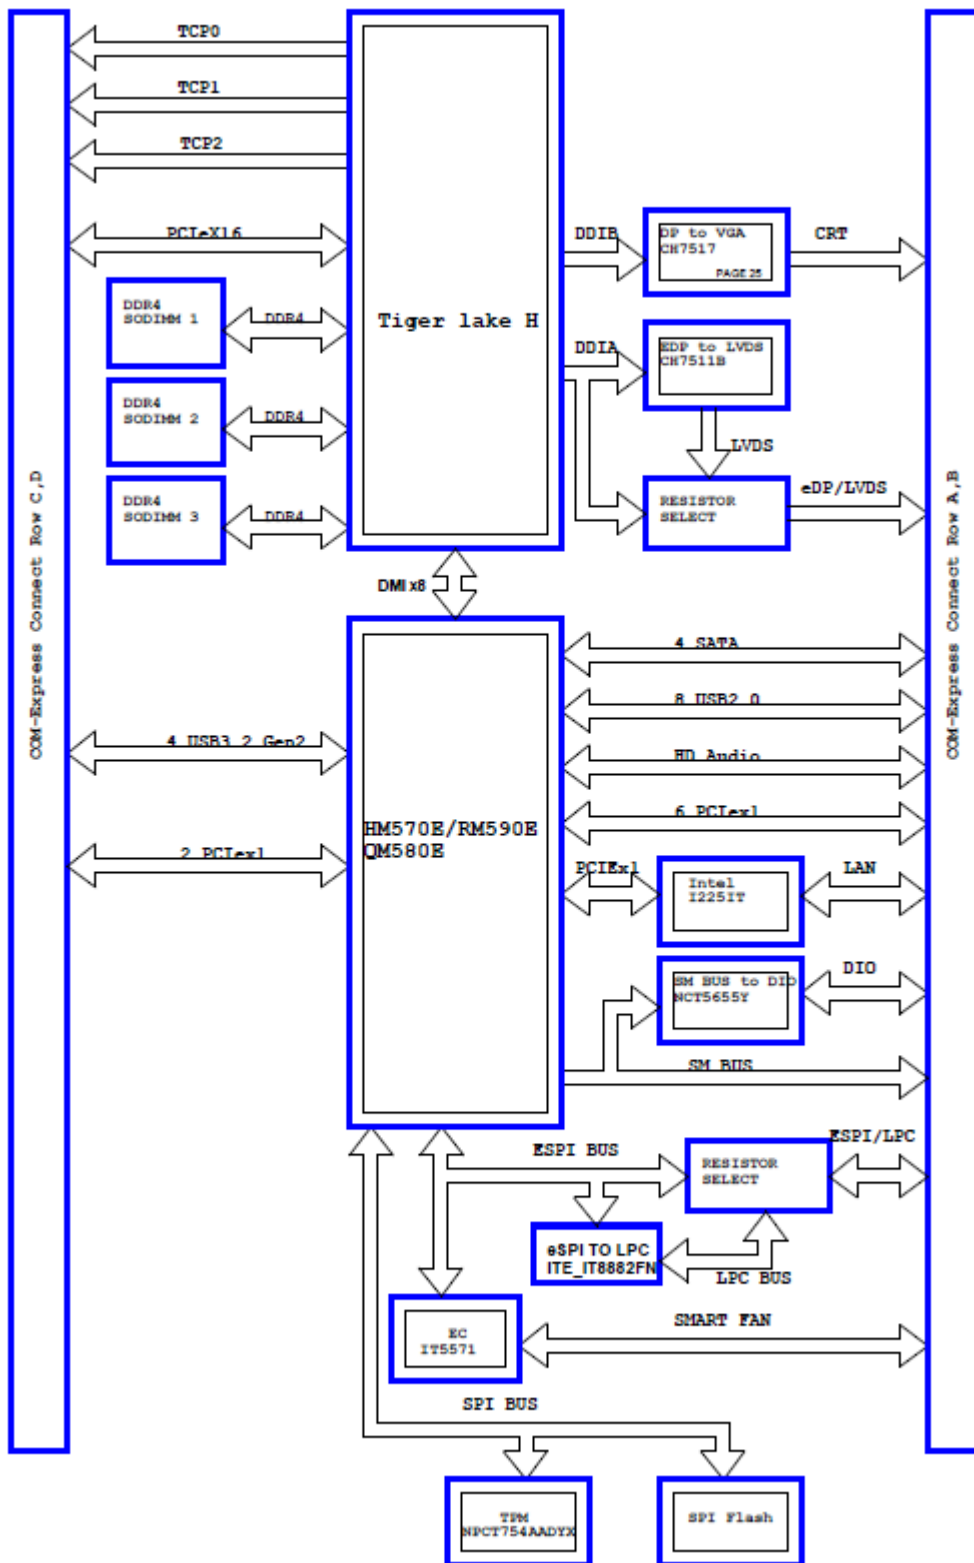 TCP0
TCP1
TCP2
PCIeX16
DDR4
SODIMM 1
DDR4
DDR4
SODIMM 2
DDR4
DDR4
SODIMM 3
DDR4
Tiger lake H
DDIB
DP to VGA
CH7517
PAGE 25
CRT
DDIA
EDP to LVDS
CH7511B
LVDS
RESISTOR
SELECT
eDP/LVDS
COM-Express Connect Row C,D
COM-Express Connect Row A,B
DMI x8
4 SATA
8 USB2.0
HD Audio
6 PCIex1
4 USB3.2 Gen2
2 PCIex1
HM570E/RM590E
QM580E
PCIEx1
Intel
I225IT
LAN
SM BUS to DIO
NCT5655Y
DIO
SM BUS
ESPI BUS
RESISTOR
SELECT
ESPI/LPC
eSPI TO LPC
ITE_IT8882FN
LPC BUS
EC
IT5571
SMART FAN
SPI BUS
TPM
NPCT754AADYX
SPI Flash